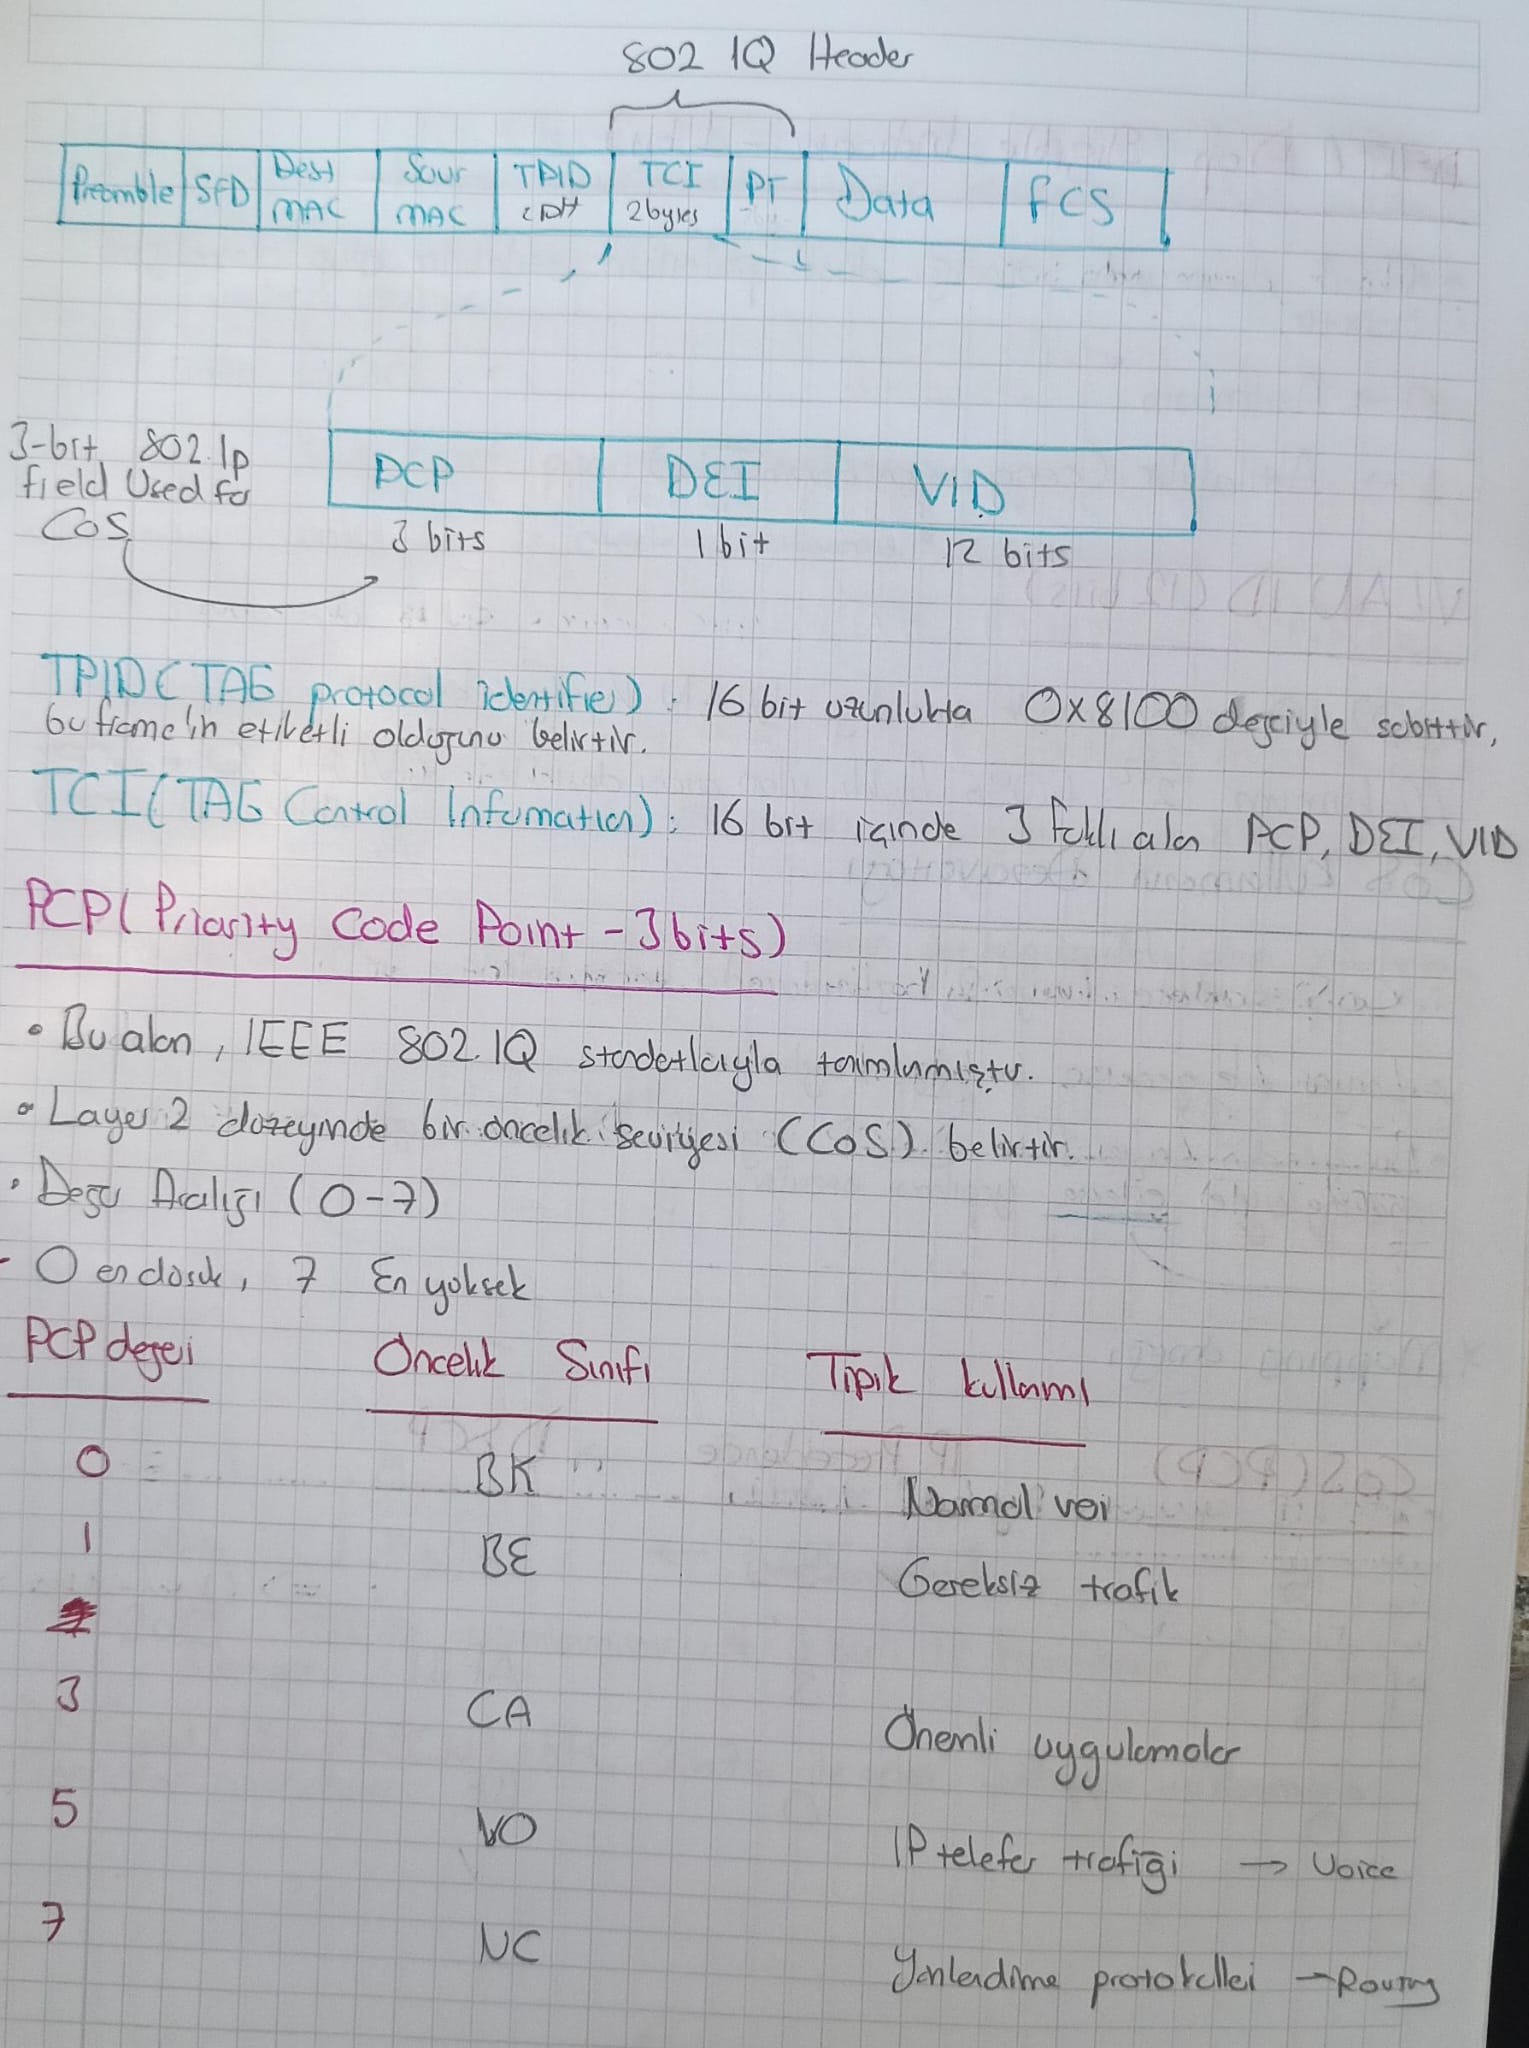 802 1Q Header
Preamble SFD Dest MAC Sour MAC TPID TCI 2 bytes PT Data FCS
3-bit 802.1p
field Used for
CoS
PCP DEI VID
3 bits 1 bit 12 bits
TPID (TAG protocol identifier) : 16 bit uzunlukta 0x8100 değeriyle sabittir,
bu frame'in etiketli olduğunu belirtir.
TCI (TAG Control Information) : 16 bit içinde 3 farklı alan PCP, DEI, VID
PCP (Priority Code Point - 3 bits)
• Bu alan, IEEE 802.1Q standartlarıyla tanımlanmıştır.
• Layer 2 düzeyinde bir öncelik seviyesi (CoS) belirtir.
• Değer Aralığı (0-7)
- 0 en düşük, 7 En yüksek
PCP değeri Öncelik Sınıfı Tipik kullanımı
0 BK Normal veri
1 BE Gereksiz trafik
3 CA Önemli uygulamalar
5 VO IP telefon trafiği → Voice
7 NC Yönlendirme protokolleri → Routing